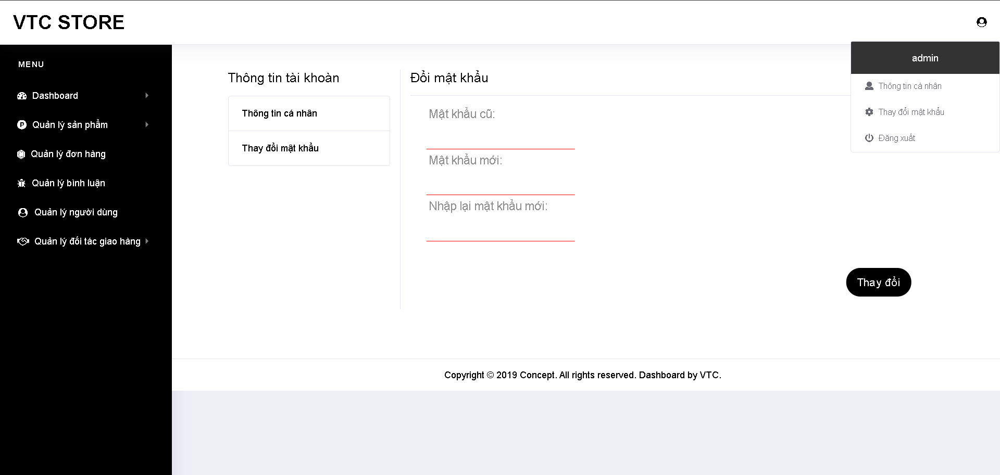 VTC STORE
admin
Thông tin cá nhân
Thay đổi mật khẩu
Đăng xuất
MENU
Dashboard
Quản lý sản phẩm
Quản lý đơn hàng
Quản lý bình luận
Quản lý người dùng
Quản lý đối tác giao hàng
Thông tin tài khoản
Thông tin cá nhân
Thay đổi mật khẩu
Đổi mật khẩu
Mật khẩu cũ:
Mật khẩu mới:
Nhập lại mật khẩu mới:
Thay đổi
Copyright © 2019 Concept. All rights reserved. Dashboard by VTC.